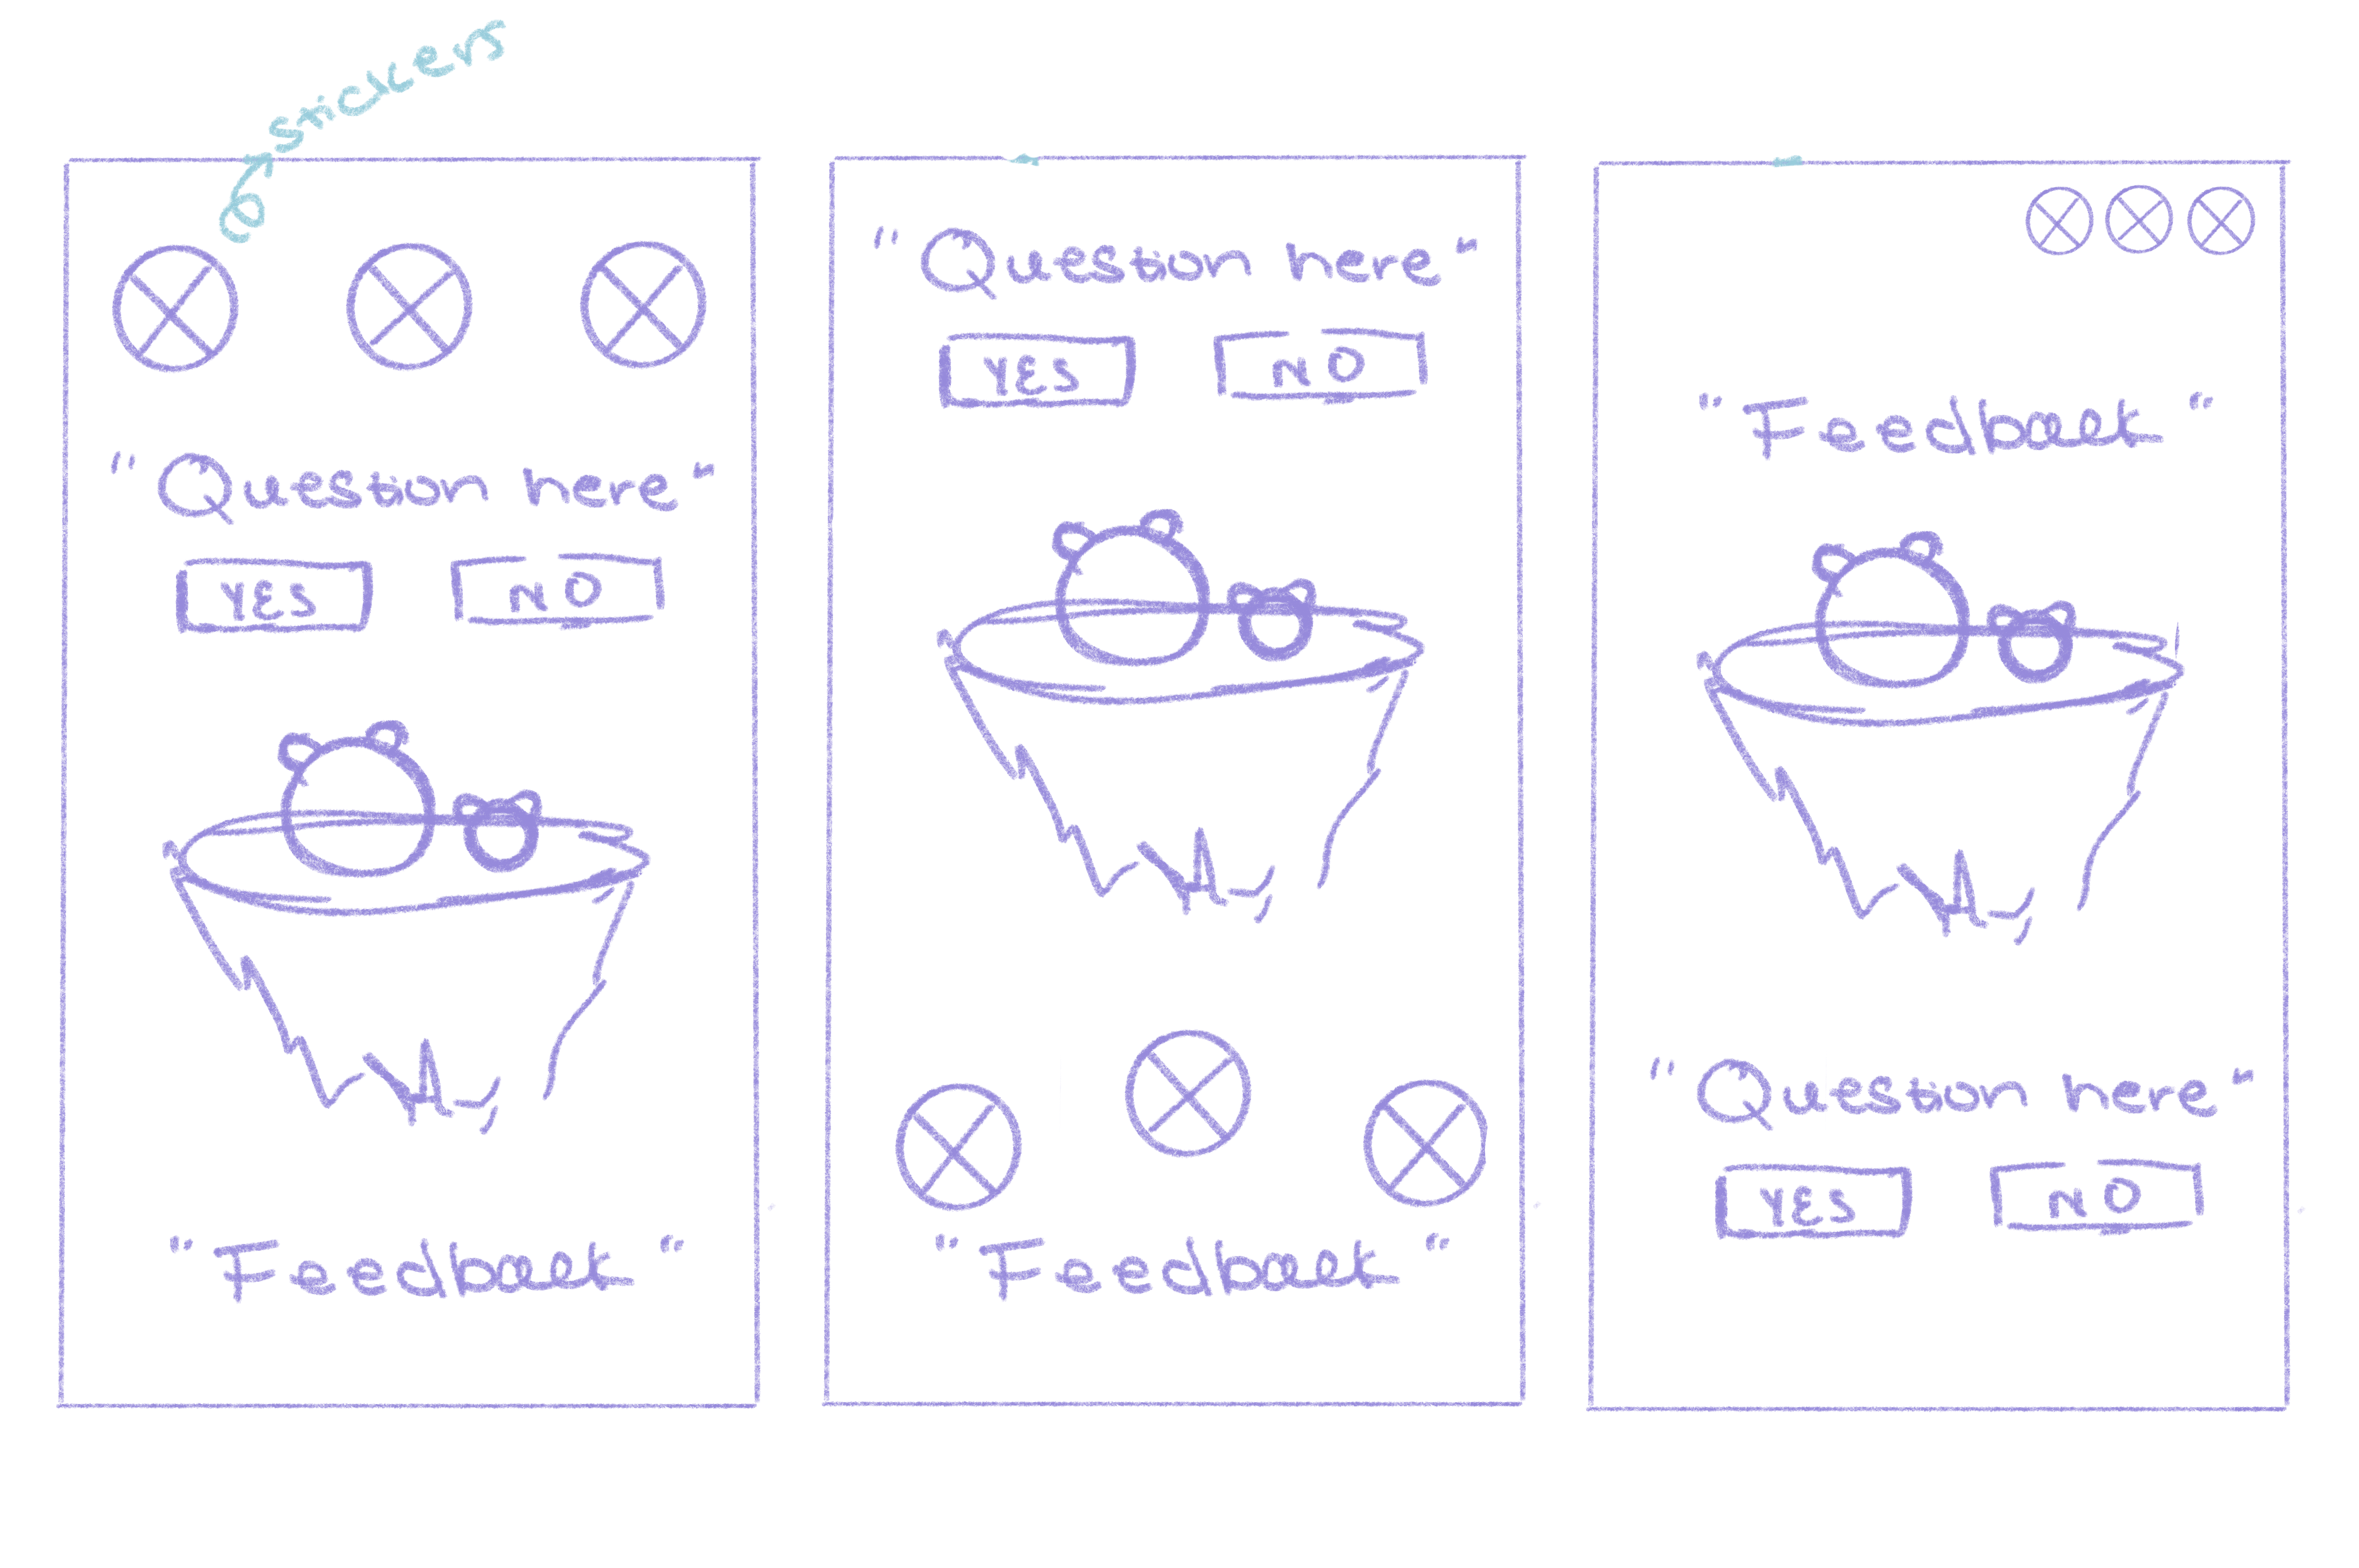 stickers
"Question here"
YES NO
"Feedback"
"Question here"
YES NO
"Feedback"
"Feedback"
"Question here"
YES NO